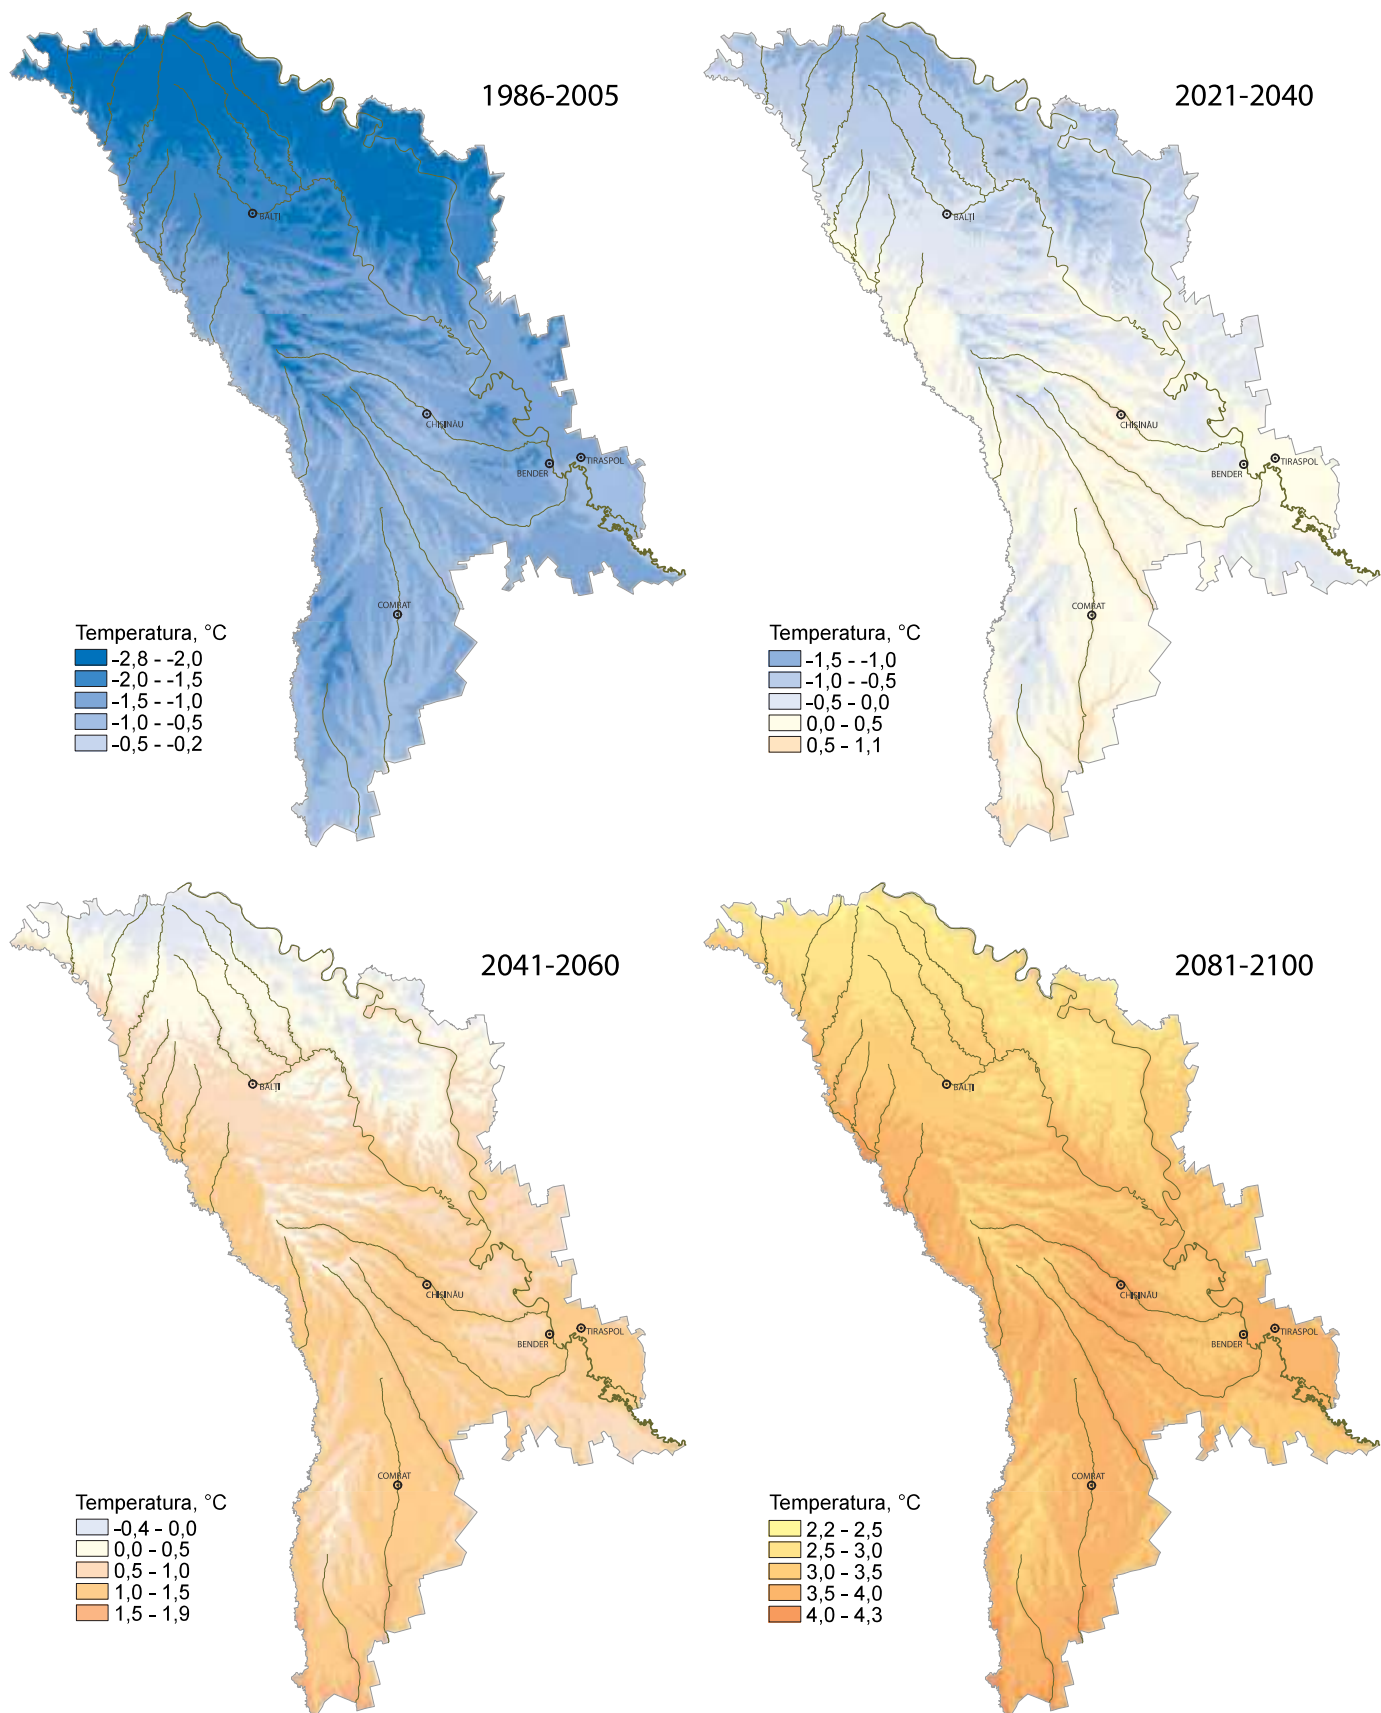 1986-2005
BĂLȚI
CHIȘINĂU
BENDER
TIRASPOL
COMRAT
Temperatura, °C
-2,8 - -2,0
-2,0 - -1,5
-1,5 - -1,0
-1,0 - -0,5
-0,5 - -0,2
2021-2040
BĂLȚI
CHIȘINĂU
BENDER
TIRASPOL
COMRAT
Temperatura, °C
-1,5 - -1,0
-1,0 - -0,5
-0,5 - 0,0
0,0 - 0,5
0,5 - 1,1
2041-2060
BĂLȚI
CHIȘINĂU
BENDER
TIRASPOL
COMRAT
Temperatura, °C
-0,4 - 0,0
0,0 - 0,5
0,5 - 1,0
1,0 - 1,5
1,5 - 1,9
2081-2100
BĂLȚI
CHIȘINĂU
BENDER
TIRASPOL
COMRAT
Temperatura, °C
2,2 - 2,5
2,5 - 3,0
3,0 - 3,5
3,5 - 4,0
4,0 - 4,3